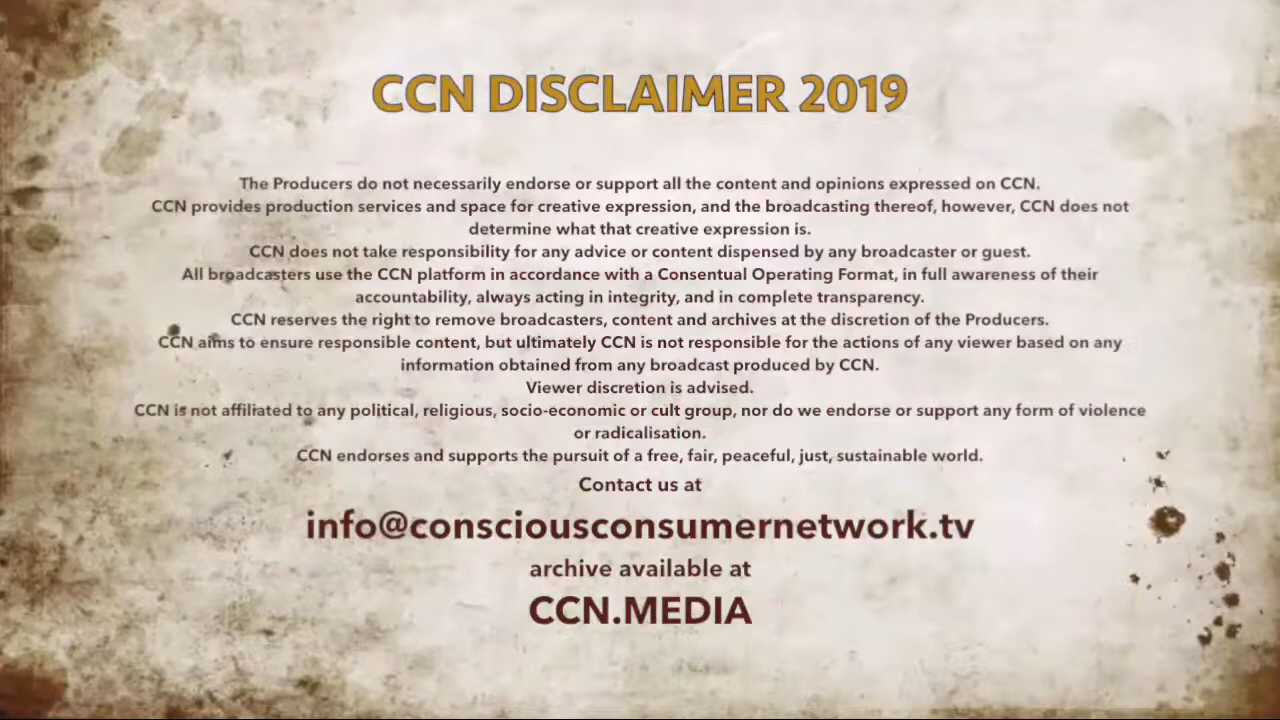 CCN DISCLAIMER 2019
The Producers do not necessarily endorse or support all the content and opinions expressed on CCN.
CCN provides production services and space for creative expression, and the broadcasting thereof, however, CCN does not
determine what that creative expression is.
CCN does not take responsibility for any advice or content dispensed by any broadcaster or guest.
All broadcasters use the CCN platform in accordance with a Consentual Operating Format, in full awareness of their
accountability, always acting in integrity, and in complete transparency.
CCN reserves the right to remove broadcasters, content and archives at the discretion of the Producers.
CCN aims to ensure responsible content, but ultimately CCN is not responsible for the actions of any viewer based on any
information obtained from any broadcast produced by CCN.
Viewer discretion is advised.
CCN is not affiliated to any political, religious, socio-economic or cult group, nor do we endorse or support any form of violence
or radicalisation.
CCN endorses and supports the pursuit of a free, fair, peaceful, just, sustainable world.
Contact us at
info@consciousconsumernetwork.tv
archive available at
CCN.MEDIA